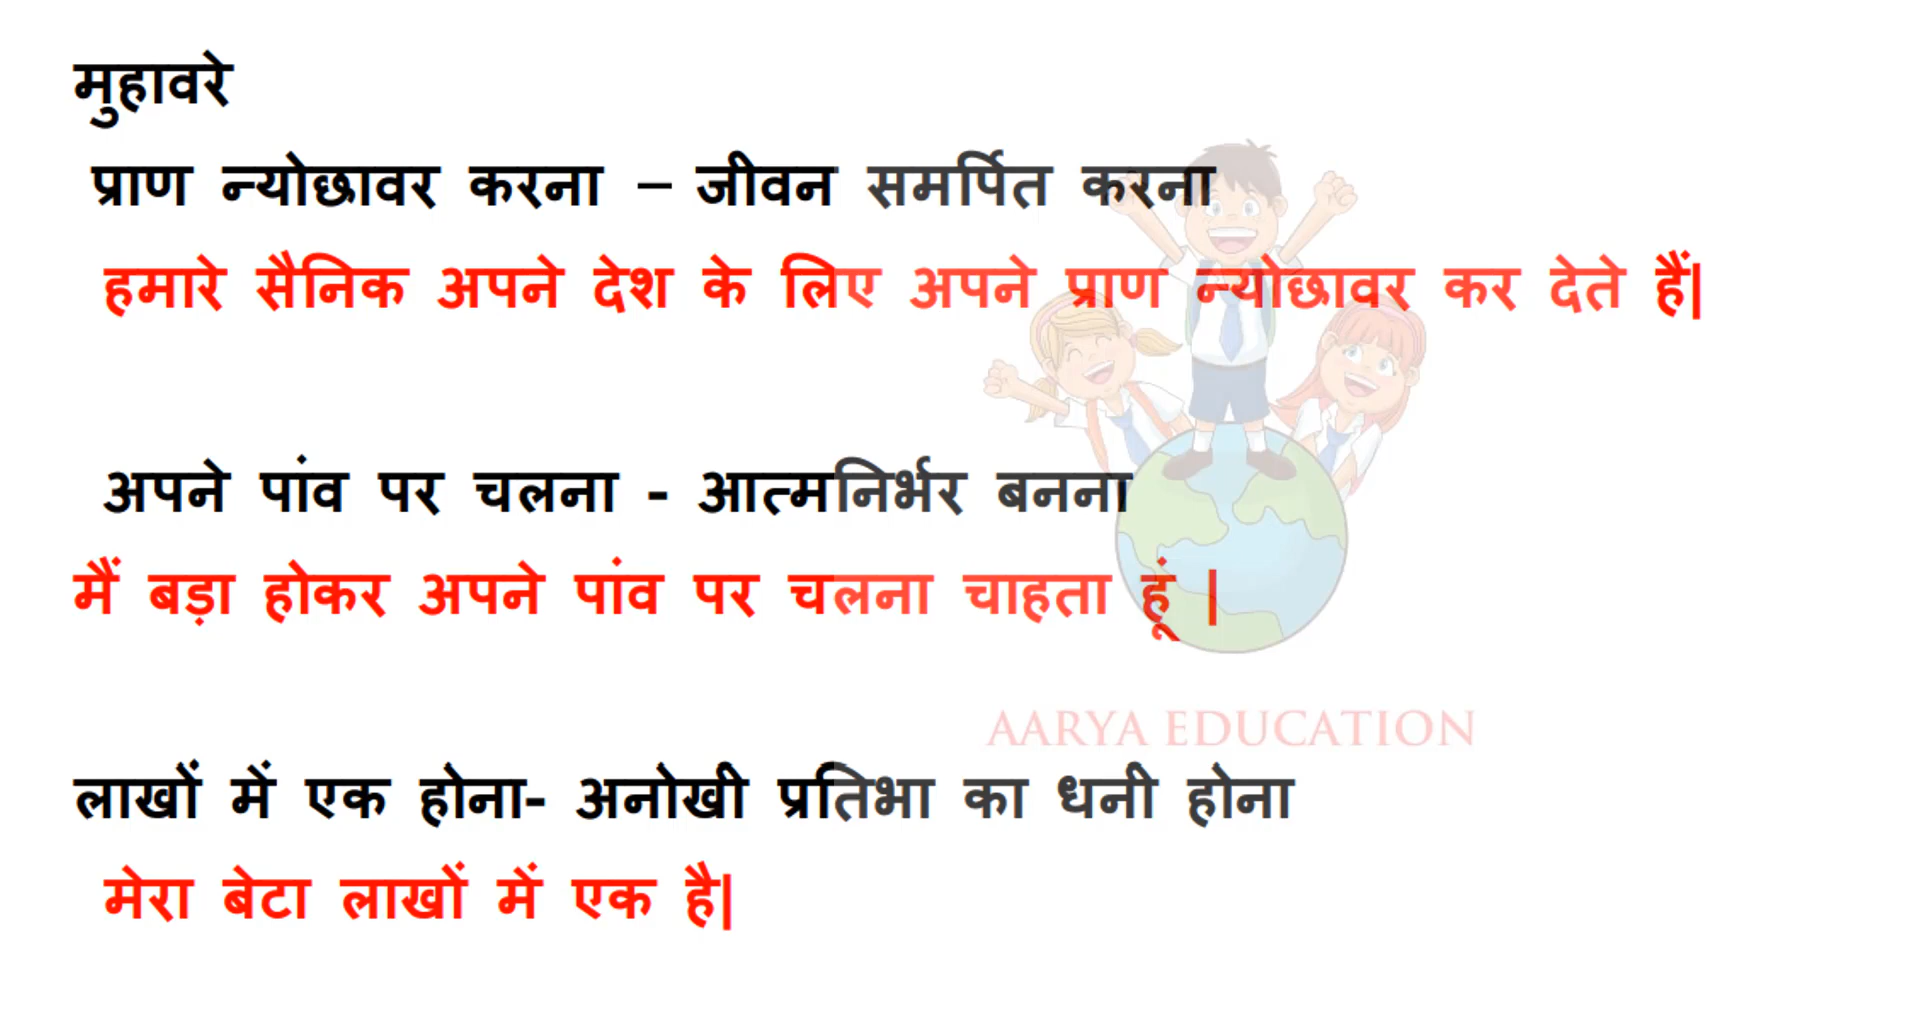 मुहावरे
प्राण न्योछावर करना – जीवन समर्पित करना
हमारे सैनिक अपने देश के लिए अपने प्राण न्योछावर कर देते हैं|
अपने पांव पर चलना - आत्मनिर्भर बनना
मैं बड़ा होकर अपने पांव पर चलना चाहता हूं |
AARYA EDUCATION
लाखों में एक होना- अनोखी प्रतिभा का धनी होना
मेरा बेटा लाखों में एक है|